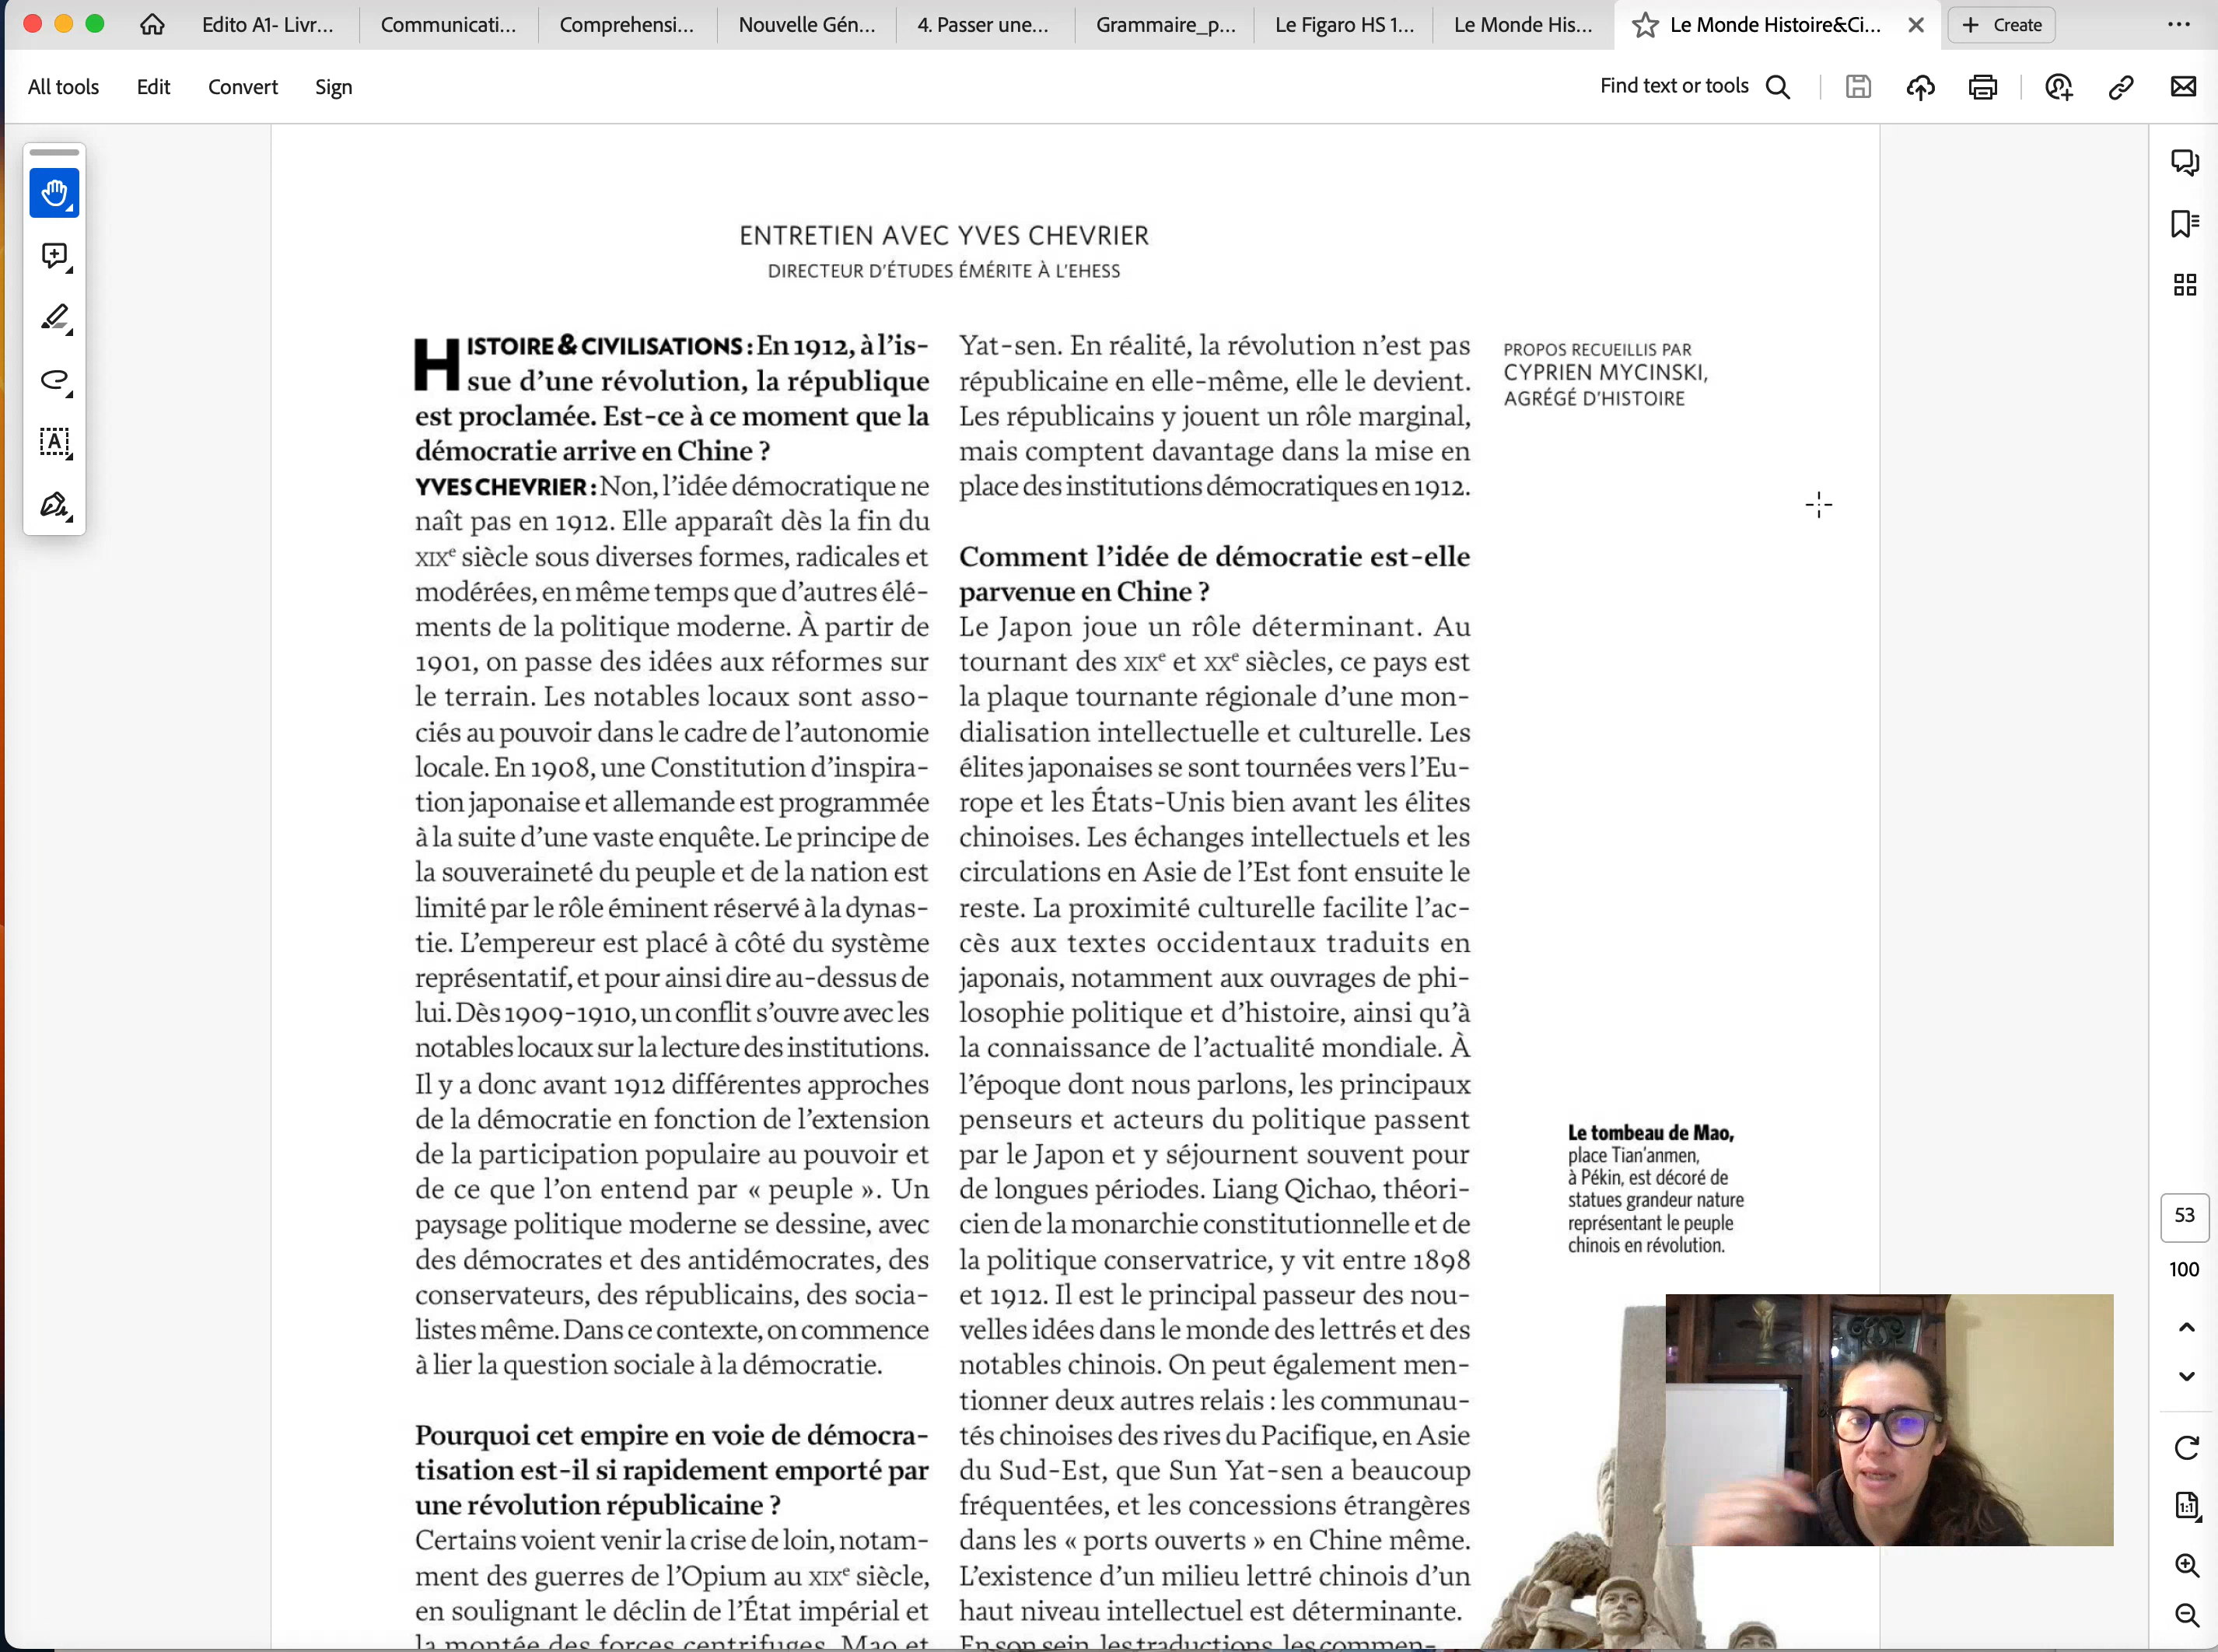 Edito A1- Livr...
Communicati...
Comprehensi...
Nouvelle Gén...
4. Passer une...
Grammaire_p...
Le Figaro HS 1...
Le Monde His...
Le Monde Histoire&Ci...
Create
All tools
Edit
Convert
Sign
Find text or tools
ENTRETIEN AVEC YVES CHEVRIER
DIRECTEUR D'ÉTUDES ÉMÉRITE À L'EHESS
HISTOIRE & CIVILISATIONS : En 1912, à l'is-
sue d'une révolution, la république
est proclamée. Est-ce à ce moment que la
démocratie arrive en Chine ?
YVES CHEVRIER : Non, l'idée démocratique ne
naît pas en 1912. Elle apparaît dès la fin du
XIXe siècle sous diverses formes, radicales et
modérées, en même temps que d'autres élé-
ments de la politique moderne. À partir de
1901, on passe des idées aux réformes sur
le terrain. Les notables locaux sont asso-
ciés au pouvoir dans le cadre de l'autonomie
locale. En 1908, une Constitution d'inspira-
tion japonaise et allemande est programmée
à la suite d'une vaste enquête. Le principe de
la souveraineté du peuple et de la nation est
limité par le rôle éminent réservé à la dynas-
tie. L'empereur est placé à côté du système
représentatif, et pour ainsi dire au-dessus de
lui. Dès 1909-1910, un conflit s'ouvre avec les
notables locaux sur la lecture des institutions.
Il y a donc avant 1912 différentes approches
de la démocratie en fonction de l'extension
de la participation populaire au pouvoir et
de ce que l'on entend par « peuple ». Un
paysage politique moderne se dessine, avec
des démocrates et des antidémocrates, des
conservateurs, des républicains, des socia-
listes même. Dans ce contexte, on commence
à lier la question sociale à la démocratie.
Pourquoi cet empire en voie de démocra-
tisation est-il si rapidement emporté par
une révolution républicaine ?
Certains voient venir la crise de loin, notam-
ment des guerres de l'Opium au XIXe siècle,
en soulignant le déclin de l'État impérial et
la montée des forces centrifuges. Mao et
Yat-sen. En réalité, la révolution n'est pas
républicaine en elle-même, elle le devient.
Les républicains y jouent un rôle marginal,
mais comptent davantage dans la mise en
place des institutions démocratiques en 1912.
Comment l'idée de démocratie est-elle
parvenue en Chine ?
Le Japon joue un rôle déterminant. Au
tournant des XIXe et XXe siècles, ce pays est
la plaque tournante régionale d'une mon-
dialisation intellectuelle et culturelle. Les
élites japonaises se sont tournées vers l'Eu-
rope et les États-Unis bien avant les élites
chinoises. Les échanges intellectuels et les
circulations en Asie de l'Est font ensuite le
reste. La proximité culturelle facilite l'ac-
cès aux textes occidentaux traduits en
japonais, notamment aux ouvrages de phi-
losophie politique et d'histoire, ainsi qu'à
la connaissance de l'actualité mondiale. À
l'époque dont nous parlons, les principaux
penseurs et acteurs du politique passent
par le Japon et y séjournent souvent pour
de longues périodes. Liang Qichao, théori-
cien de la monarchie constitutionnelle et de
la politique conservatrice, y vit entre 1898
et 1912. Il est le principal passeur des nou-
velles idées dans le monde des lettrés et des
notables chinois. On peut également men-
tionner deux autres relais : les communau-
tés chinoises des rives du Pacifique, en Asie
du Sud-Est, que Sun Yat-sen a beaucoup
fréquentées, et les concessions étrangères
dans les « ports ouverts » en Chine même.
L'existence d'un milieu lettré chinois d'un
haut niveau intellectuel est déterminante.
En son sein, les traductions, les commen-
PROPOS RECUEILLIS PAR
CYPRIEN MYCINSKI,
AGRÉGÉ D'HISTOIRE
Le tombeau de Mao,
place Tian'anmen,
à Pékin, est décoré de
statues grandeur nature
représentant le peuple
chinois en révolution.
53
100